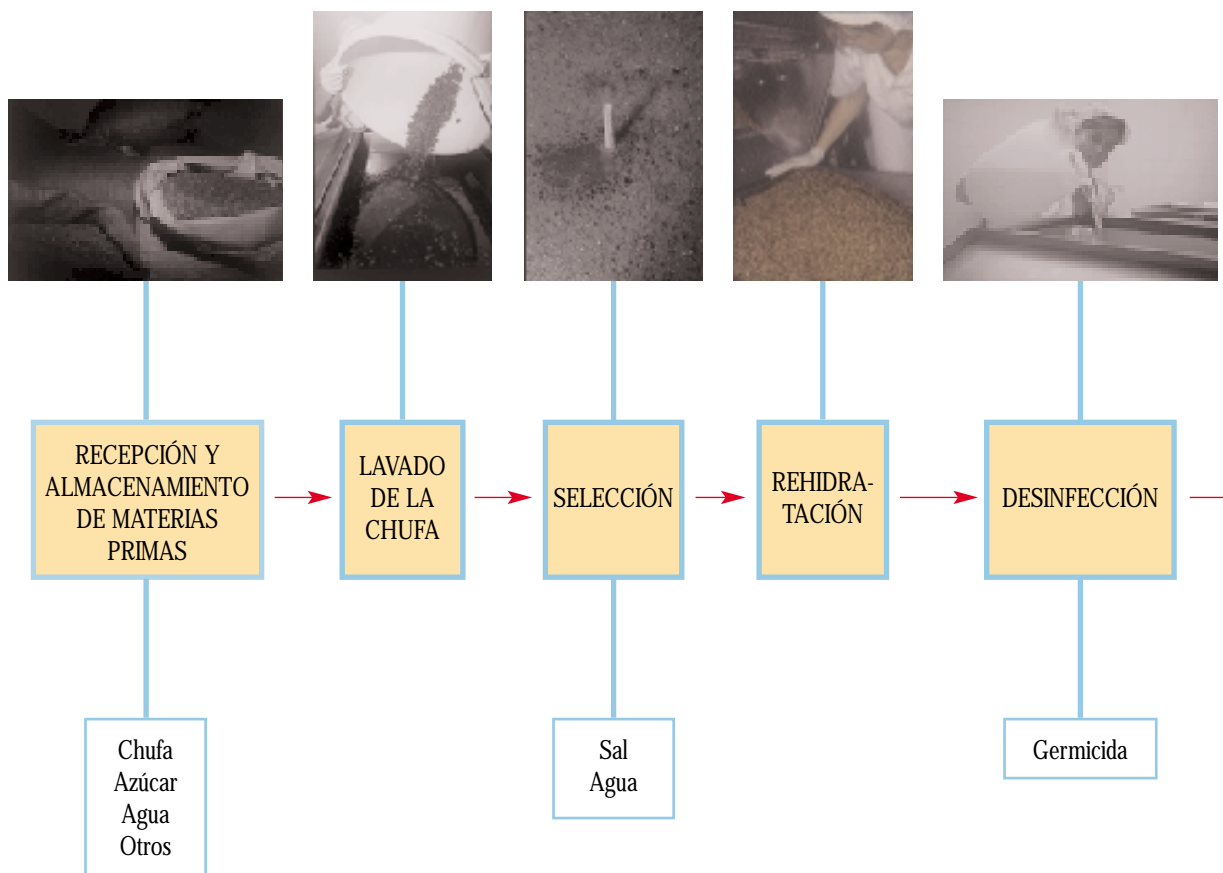 RECEPCIÓN Y
ALMACENAMIENTO
DE MATERIAS
PRIMAS
LAVADO
DE LA
CHUFA
SELECCIÓN
REHIDRA-
TACIÓN
DESINFECCIÓN
Chufa
Azúcar
Agua
Otros
Sal
Agua
Germicida